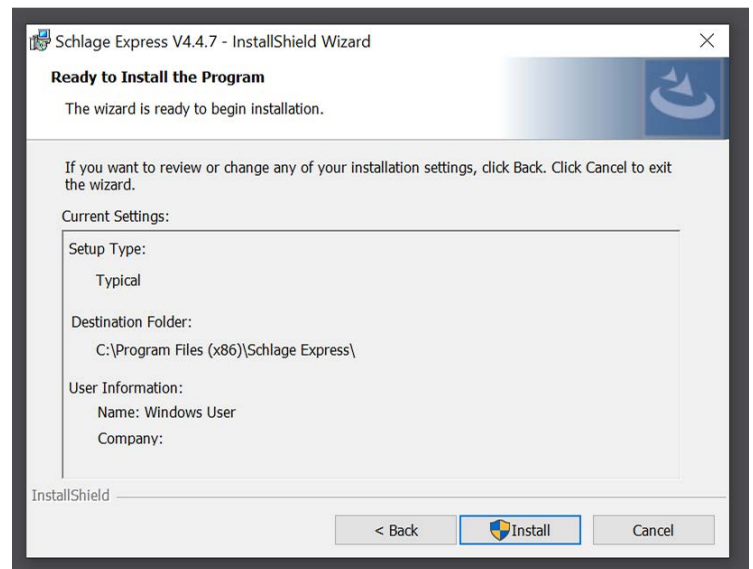 Schlage Express V4.4.7 - InstallShield Wizard
Ready to Install the Program
The wizard is ready to begin installation.
If you want to review or change any of your installation settings, click Back. Click Cancel to exit
the wizard.
Current Settings:
Setup Type:
Typical
Destination Folder:
C:\Program Files (x86)\Schlage Express\
User Information:
Name: Windows User
Company:
InstallShield
< Back
Install
Cancel